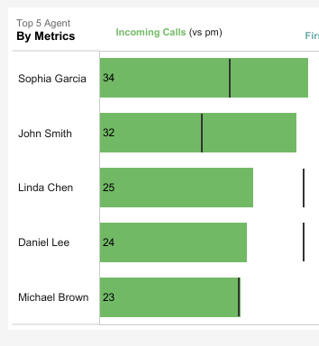 Top 5 Agent
By Metrics
Incoming Calls (vs pm)
Sophia Garcia 34
John Smith 32
Linda Chen 25
Daniel Lee 24
Michael Brown 23